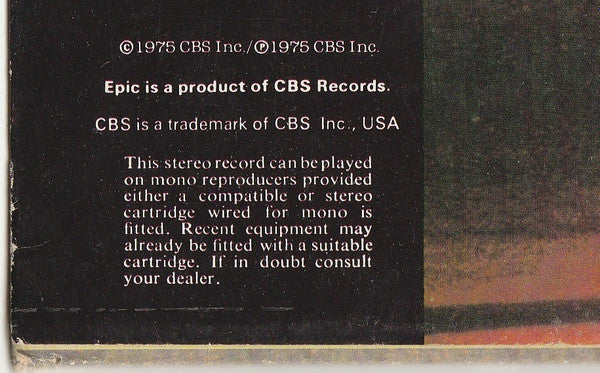 ©1975 CBS Inc./℗1975 CBS Inc.
Epic is a product of CBS Records.
CBS is a trademark of CBS Inc., USA
This stereo record can be played
on mono reproducers provided
either a compatible or stereo
cartridge wired for mono is
fitted. Recent equipment may
already be fitted with a suitable
cartridge. If in doubt consult
your dealer.